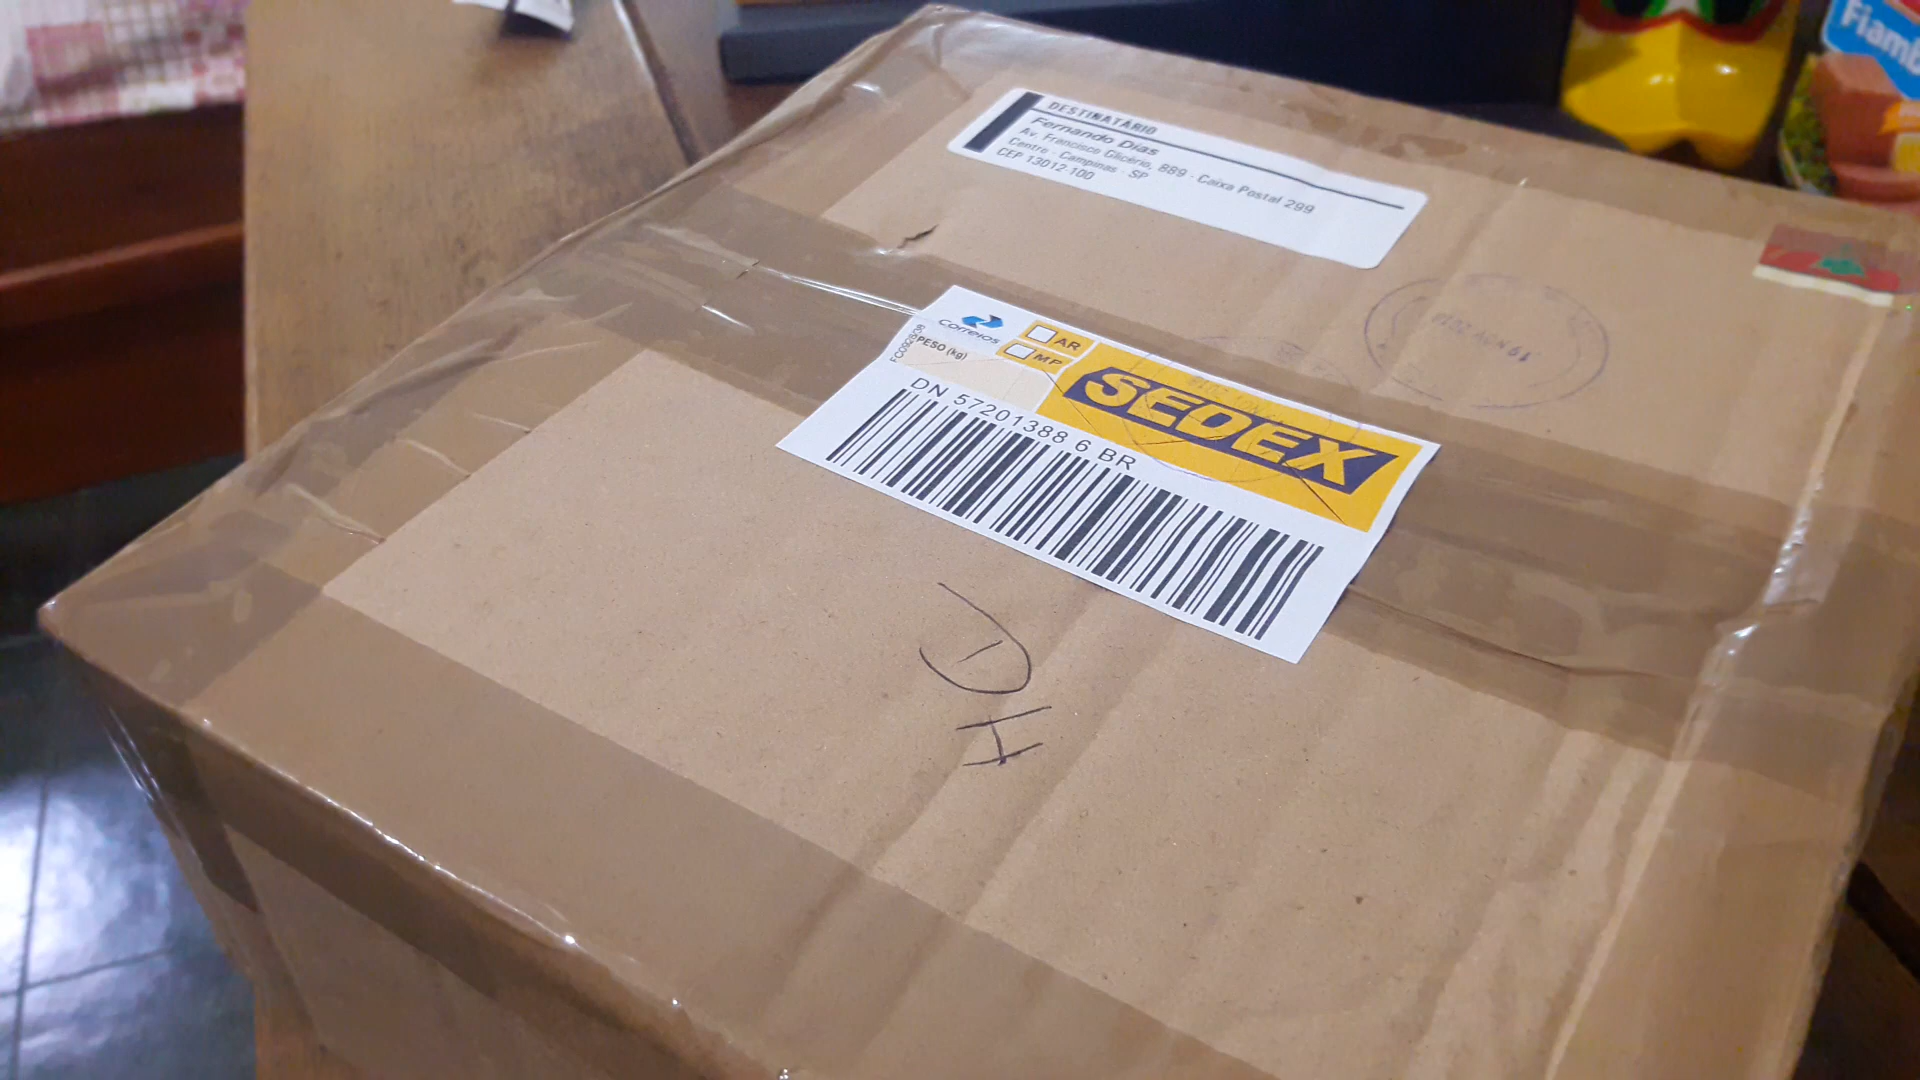 DESTINATÁRIO
Fernando Dias
Av. Francisco Glicério, 889 - Caixa Postal 299
Centro - Campinas - SP
CEP 13012-100
Correios
AR
MP
PESO (kg)
SEDEX
DN 57201388 6 BR
Fiamb